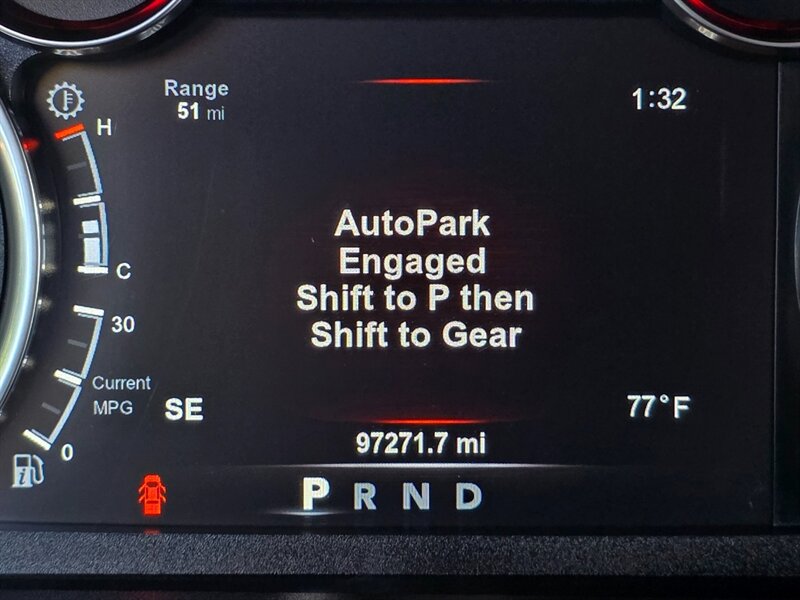 Range
51 mi
1:32
H
AutoPark
Engaged
Shift to P then
Shift to Gear
C
30
Current
MPG
SE
77°F
0
97271.7 mi
P R N D